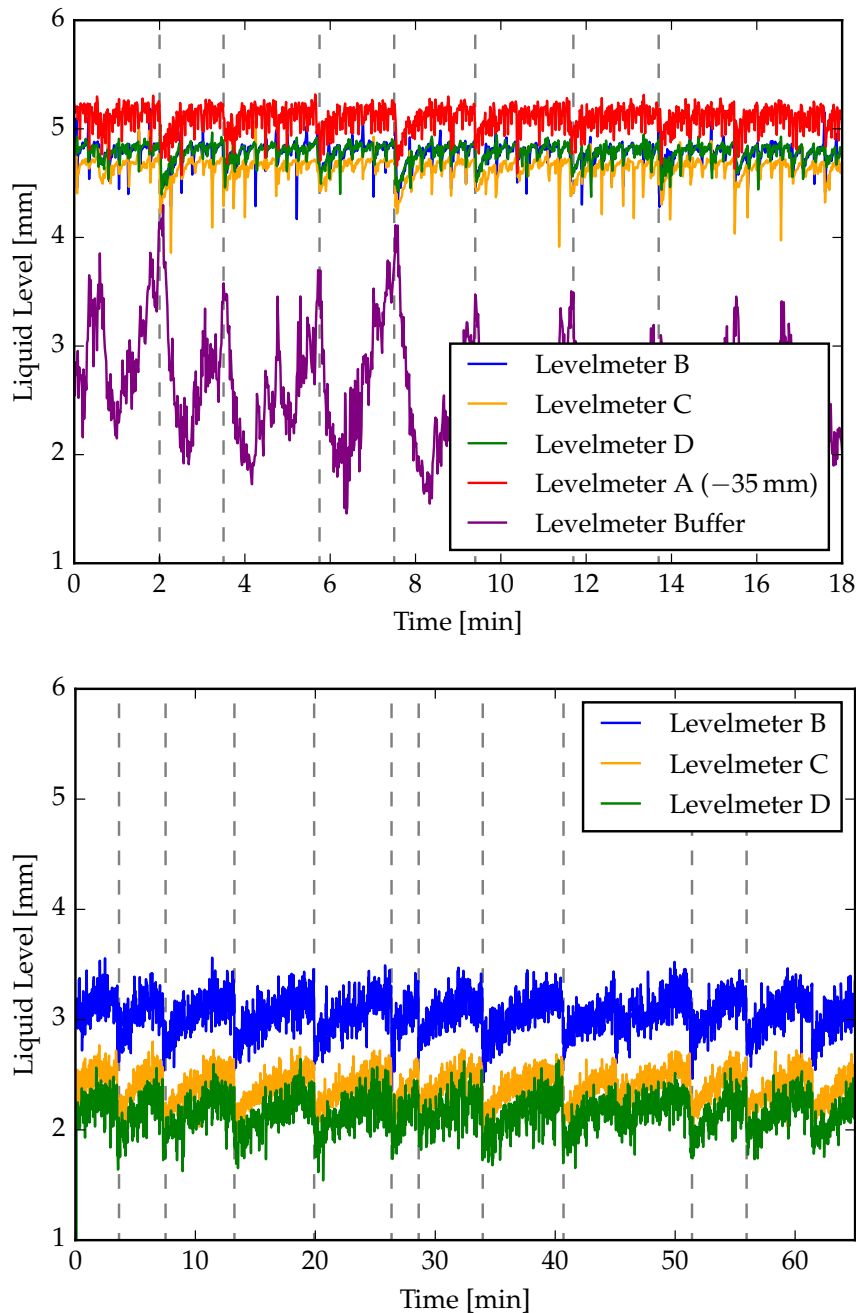 6
5
4
3
2
1
Liquid Level [mm]
Levelmeter B
Levelmeter C
Levelmeter D
Levelmeter A (−35 mm)
Levelmeter Buffer
0 2 4 6 8 10 12 14 16 18
Time [min]
6
5
4
3
2
1
Liquid Level [mm]
Levelmeter B
Levelmeter C
Levelmeter D
0 10 20 30 40 50 60
Time [min]